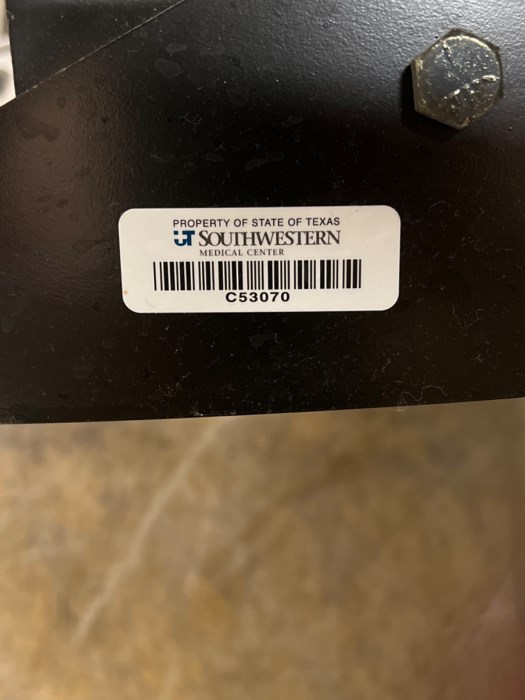 PROPERTY OF STATE OF TEXAS
UT SOUTHWESTERN
MEDICAL CENTER
C53070